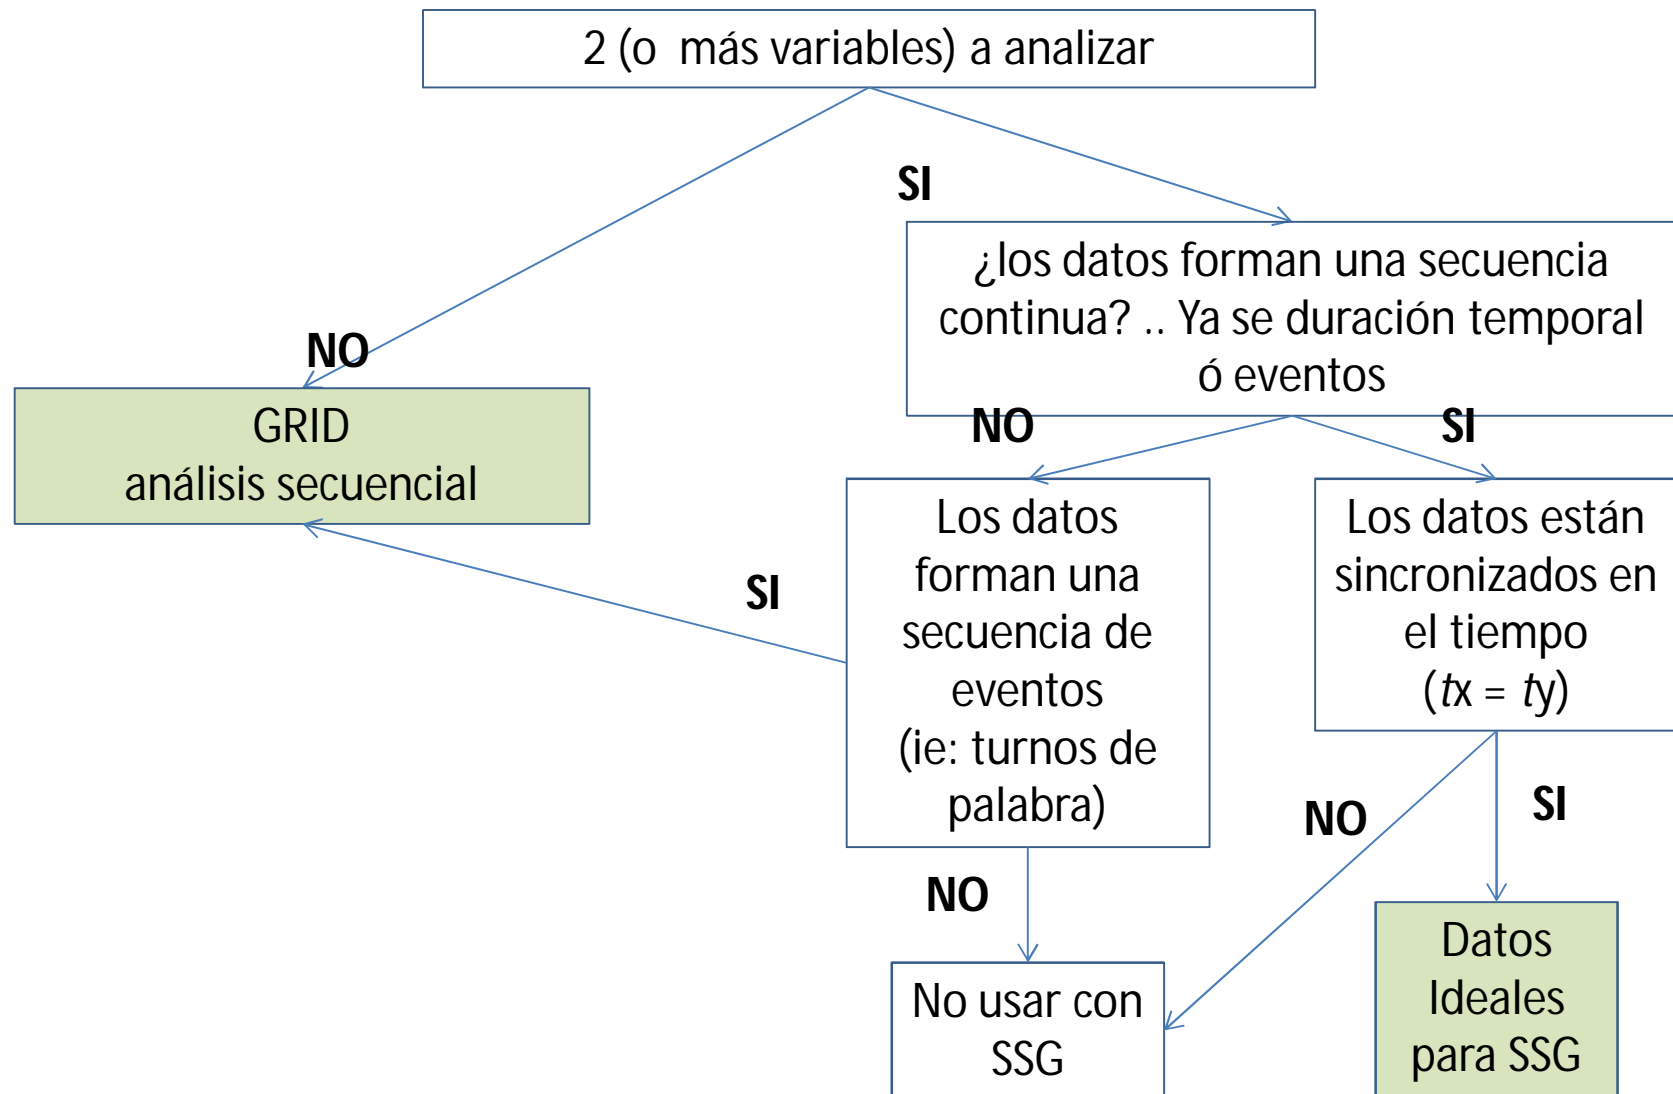 2 (o  más variables) a analizar
SI
¿los datos forman una secuencia
continua? .. Ya se duración temporal
ó eventos
NO
GRID
análisis secuencial
NO
SI
Los datos
forman una
secuencia de
eventos
(ie: turnos de
palabra)
Los datos están
sincronizados en
el tiempo
(tx = ty)
SI
NO
SI
NO
No usar con
SSG
Datos
Ideales
para SSG